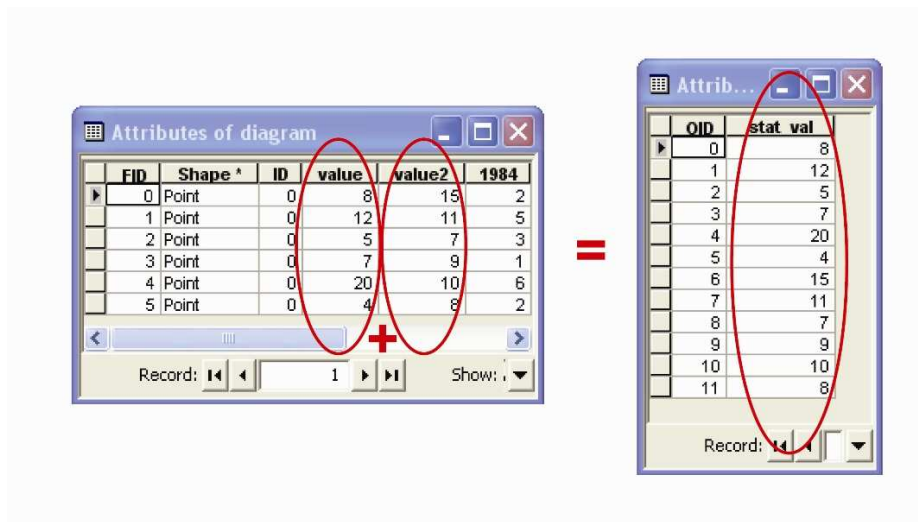 Attributes of diagram
FID Shape * ID value value2 1984
0 Point 0 8 15 2
1 Point 0 12 11 5
2 Point 0 5 7 3
3 Point 0 7 9 1
4 Point 0 20 10 6
5 Point 0 4 8 2
+
Record: 1 Show:
=
Attrib...
OID stat_val
0 8
1 12
2 5
3 7
4 20
5 4
6 15
7 11
8 7
9 9
10 10
11 8
Record: